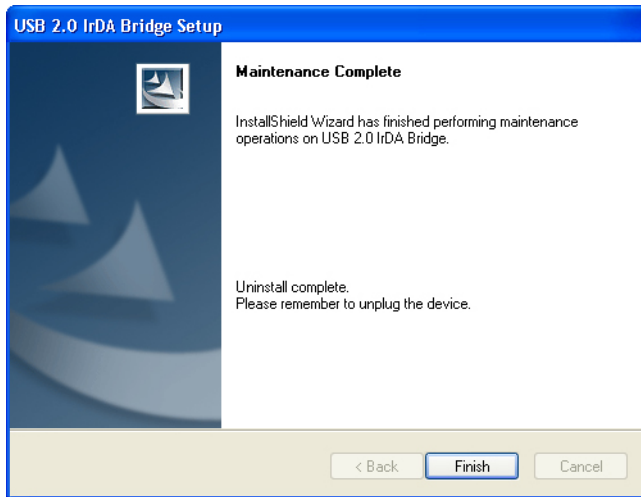 USB 2.0 IrDA Bridge Setup
Maintenance Complete
InstallShield Wizard has finished performing maintenance
operations on USB 2.0 IrDA Bridge.
Uninstall complete.
Please remember to unplug the device.
< Back Finish Cancel